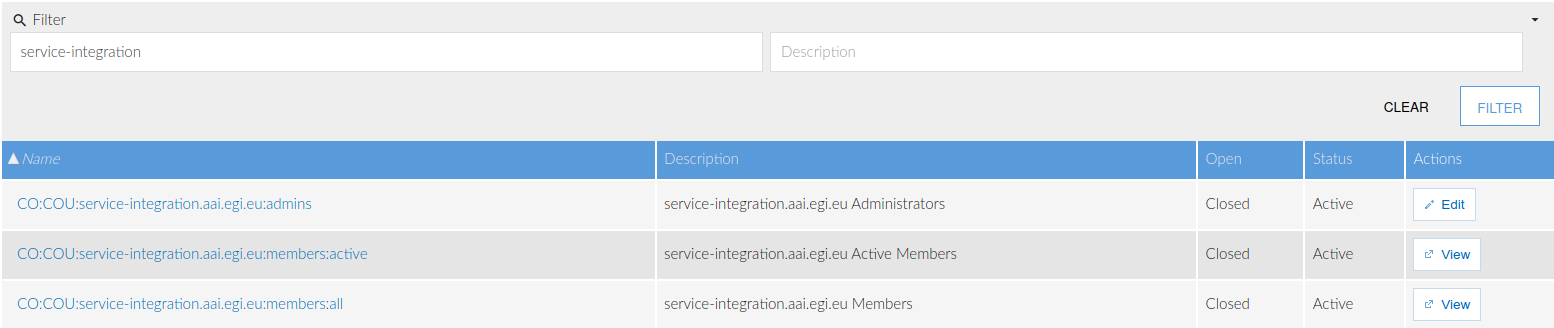 Filter
service-integration Description
CLEAR FILTER
Name Description Open Status Actions
CO:COU:service-integration.aai.egi.eu:admins service-integration.aai.egi.eu Administrators Closed Active Edit
CO:COU:service-integration.aai.egi.eu:members:active service-integration.aai.egi.eu Active Members Closed Active View
CO:COU:service-integration.aai.egi.eu:members:all service-integration.aai.egi.eu Members Closed Active View